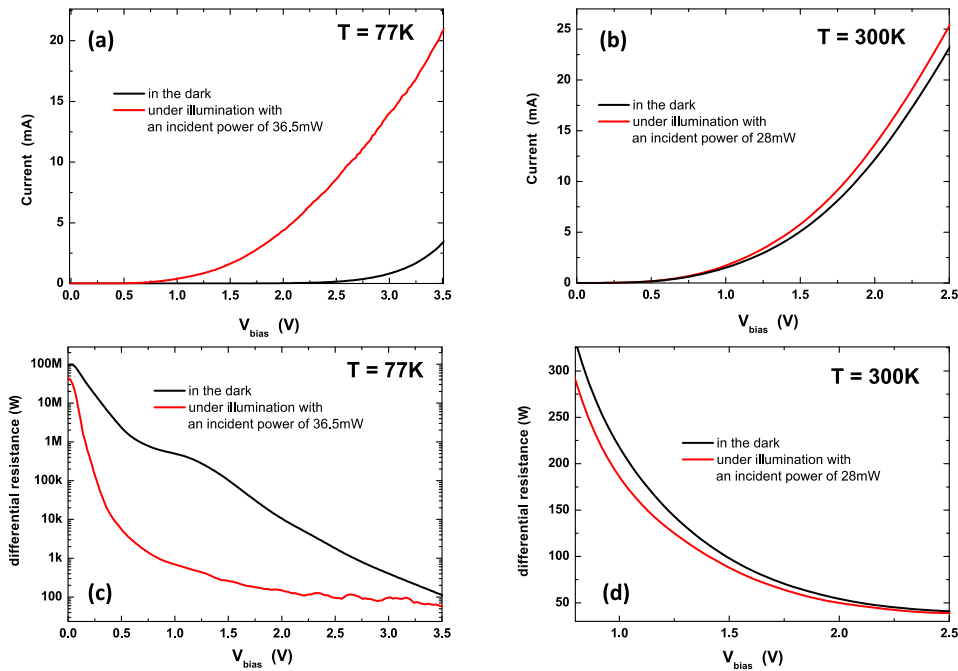 (a)
T = 77K
in the dark
under illumination with
an incident power of 36.5mW
Current (mA)
20
15
10
5
0
0.0 0.5 1.0 1.5 2.0 2.5 3.0 3.5
V_bias (V)
(b)
T = 300K
in the dark
under illumination with
an incident power of 28mW
Current (mA)
25
20
15
10
5
0
0.0 0.5 1.0 1.5 2.0 2.5
V_bias (V)
T = 77K
in the dark
under illumination with
an incident power of 36.5mW
differential resistance (W)
100M
10M
1M
100k
10k
1k
100
(c)
0.0 0.5 1.0 1.5 2.0 2.5 3.0 3.5
V_bias (V)
T = 300K
in the dark
under illumination with
an incident power of 28mW
differential resistance (W)
300
250
200
150
100
50
(d)
1.0 1.5 2.0 2.5
V_bias (V)